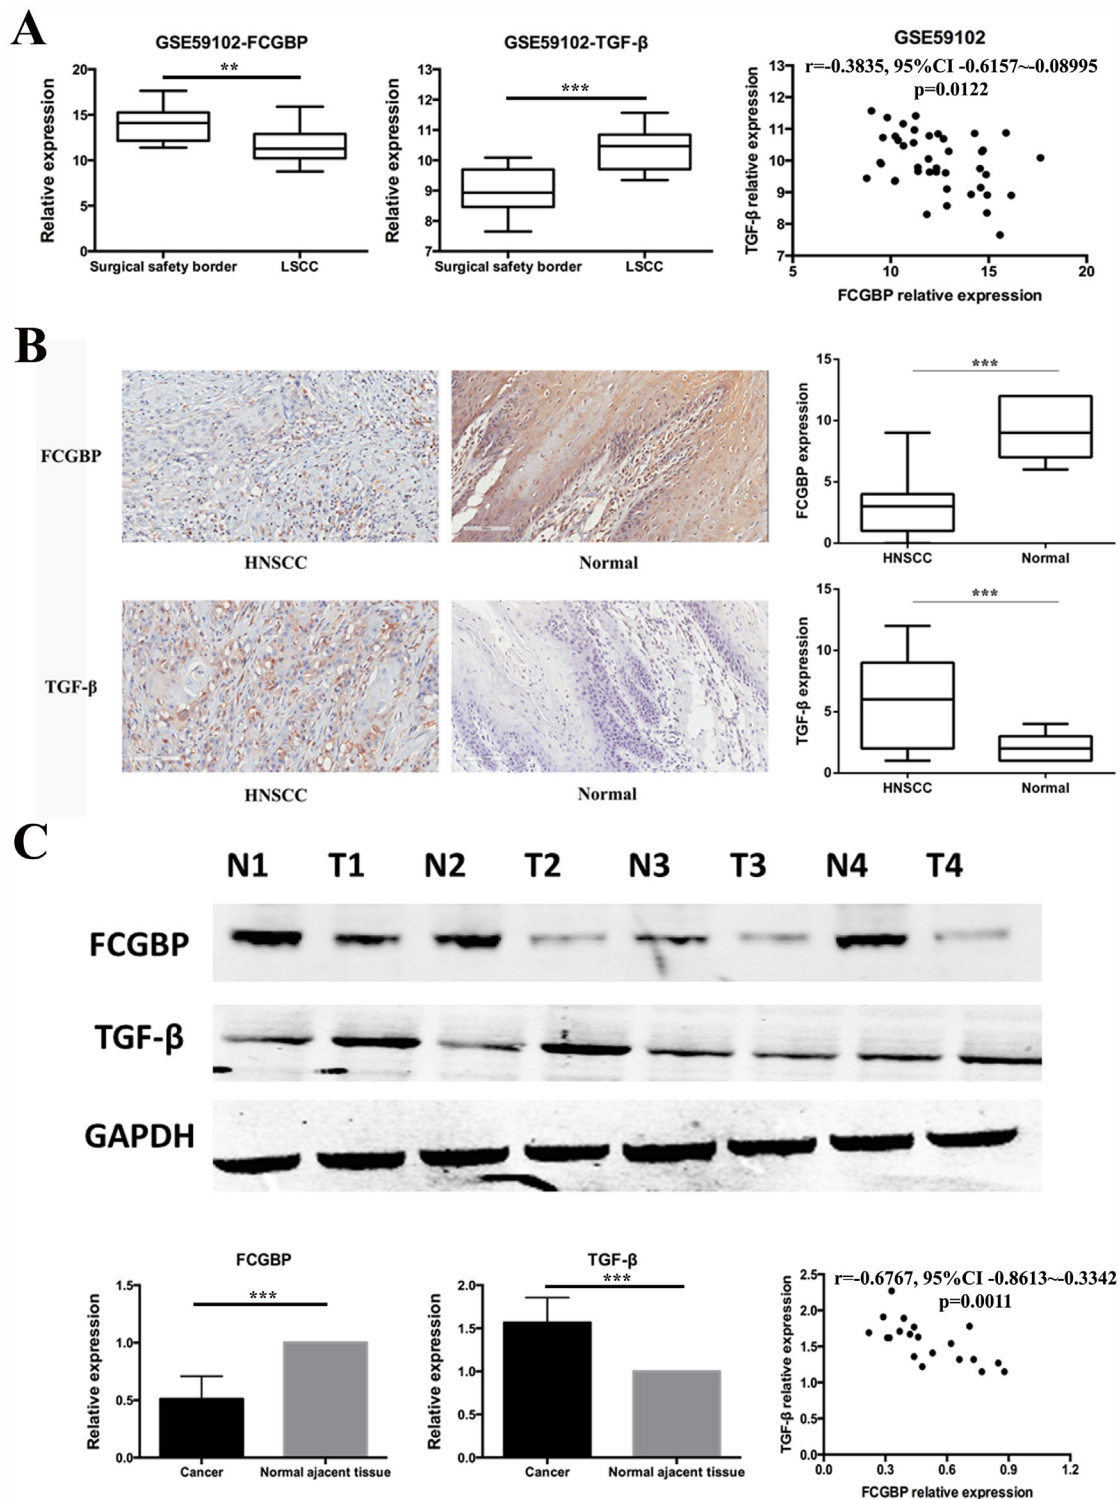 A
GSE59102-FCGBP
**
Relative expression
20
15
10
5
0
Surgical safety border
LSCC
GSE59102-TGF-β
***
Relative expression
13
12
11
10
9
8
7
Surgical safety border
LSCC
GSE59102
r=-0.3835, 95%CI -0.6157~-0.08995
p=0.0122
TGF-β relative expression
13
12
11
10
9
8
7
5
10
15
20
FCGBP relative expression
B
FCGBP
HNSCC
Normal
***
FCGBP expression
15
10
5
0
HNSCC
Normal
TGF-β
HNSCC
Normal
***
TGF-β expression
15
10
5
0
HNSCC
Normal
C
N1 T1 N2 T2 N3 T3 N4 T4
FCGBP
TGF-β
GAPDH
FCGBP
***
Relative expression
1.5
1.0
0.5
0.0
Cancer
Normal ajacent tissue
TGF-β
***
Relative expression
2.0
1.5
1.0
0.5
0.0
Cancer
Normal ajacent tissue
r=-0.6767, 95%CI -0.8613~-0.3342
p=0.0011
TGF-β relative expression
2.5
2.0
1.5
1.0
0.5
0.0
0.0
0.3
0.6
0.9
1.2
FCGBP relative expression